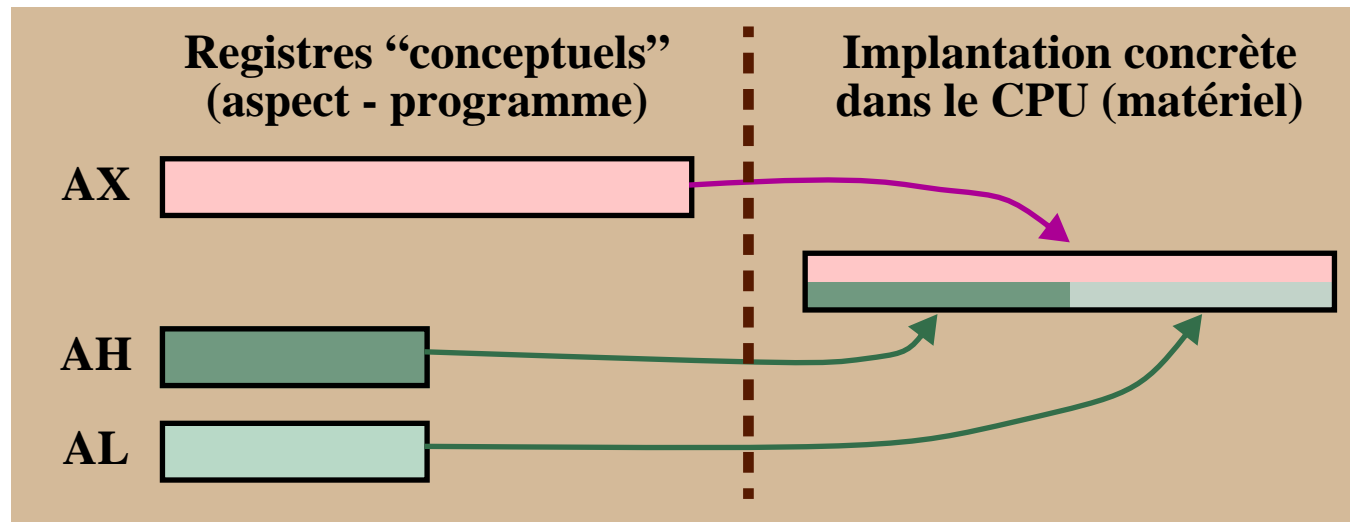 Registres “conceptuels”
(aspect - programme)
Implantation concrète
dans le CPU (matériel)
AX
AH
AL